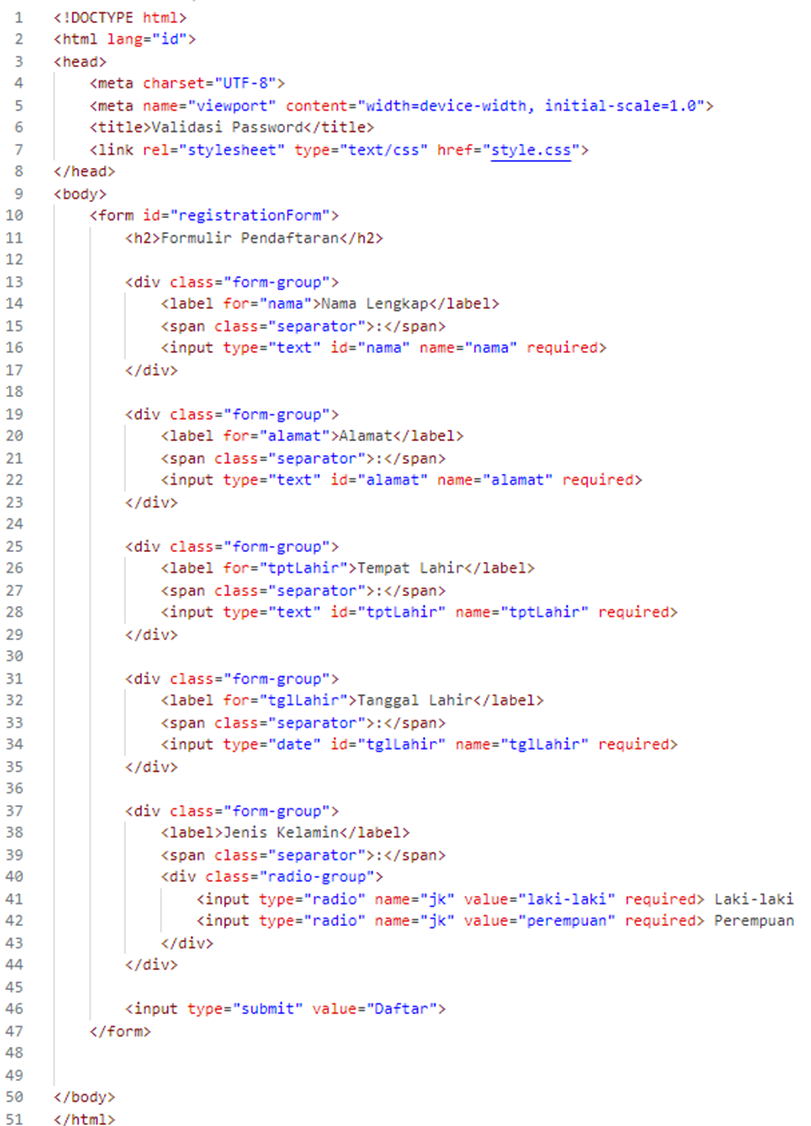 1 <!DOCTYPE html>
2 <html lang="id">
3 <head>
4 <meta charset="UTF-8">
5 <meta name="viewport" content="width=device-width, initial-scale=1.0">
6 <title>Validasi Password</title>
7 <link rel="stylesheet" type="text/css" href="style.css">
8 </head>
9 <body>
10 <form id="registrationForm">
11 <h2>Formulir Pendaftaran</h2>
12
13 <div class="form-group">
14 <label for="nama">Nama Lengkap</label>
15 <span class="separator">:</span>
16 <input type="text" id="nama" name="nama" required>
17 </div>
18
19 <div class="form-group">
20 <label for="alamat">Alamat</label>
21 <span class="separator">:</span>
22 <input type="text" id="alamat" name="alamat" required>
23 </div>
24
25 <div class="form-group">
26 <label for="tptLahir">Tempat Lahir</label>
27 <span class="separator">:</span>
28 <input type="text" id="tptLahir" name="tptLahir" required>
29 </div>
30
31 <div class="form-group">
32 <label for="tglLahir">Tanggal Lahir</label>
33 <span class="separator">:</span>
34 <input type="date" id="tglLahir" name="tglLahir" required>
35 </div>
36
37 <div class="form-group">
38 <label>Jenis Kelamin</label>
39 <span class="separator">:</span>
40 <div class="radio-group">
41 <input type="radio" name="jk" value="laki-laki" required> Laki-laki
42 <input type="radio" name="jk" value="perempuan" required> Perempuan
43 </div>
44 </div>
45
46 <input type="submit" value="Daftar">
47 </form>
48
49
50 </body>
51 </html>